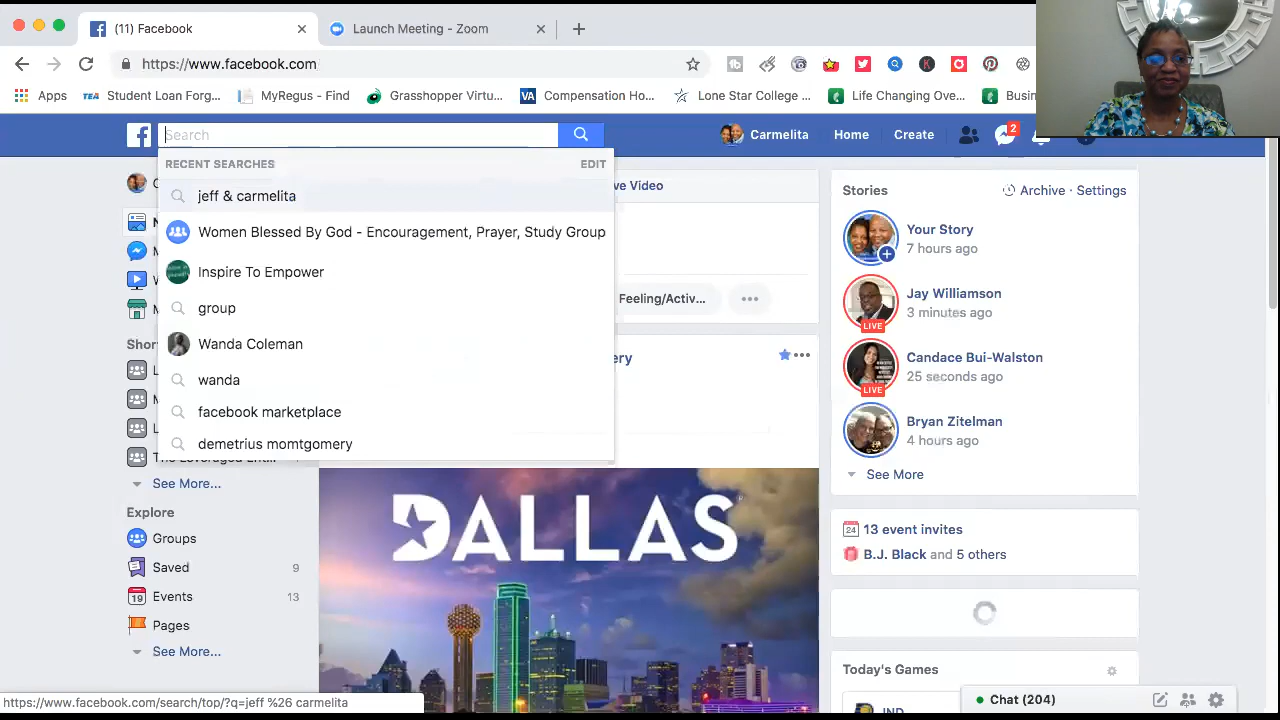 (11) Facebook
Launch Meeting - Zoom
https://www.facebook.com
Apps
Student Loan Forg...
MyRegus - Find
Grasshopper Virtu...
Compensation Ho...
Lone Star College ...
Life Changing Ove...
Busin
Search
Carmelita
Home
Create
2
RECENT SEARCHES
EDIT
jeff & carmelita
Women Blessed By God - Encouragement, Prayer, Study Group
Inspire To Empower
group
Wanda Coleman
wanda
facebook marketplace
demetrius momtgomery
ve Video
Feeling/Activ...
Stories
Archive · Settings
Your Story
7 hours ago
Jay Williamson
3 minutes ago
LIVE
Candace Bui-Walston
25 seconds ago
LIVE
Bryan Zitelman
4 hours ago
See More
See More...
Explore
Groups
Saved
9
Events
13
Pages
See More...
DALLAS
24
13 event invites
B.J. Black and 5 others
Today's Games
IND
Chat (204)
https://www.facebook.com/search/top/?q=jeff %26 carmelita